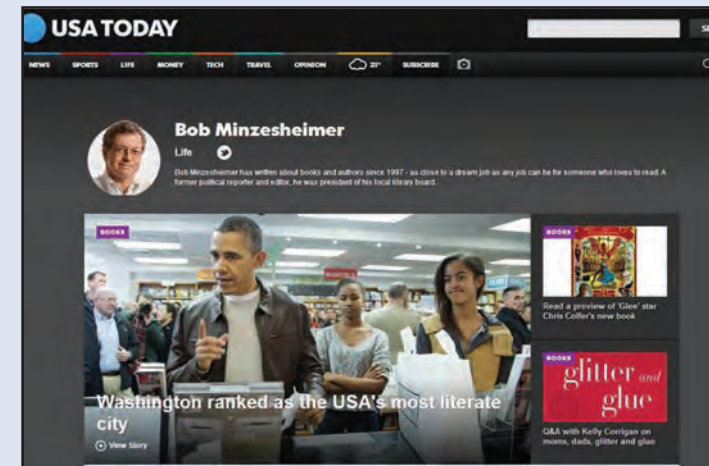 USA TODAY
SE
NEWS SPORTS LIFE MONEY TECH TRAVEL OPINION 21° SUBSCRIBE
Bob Minzesheimer
Life
Bob Minzesheimer has written about books and authors since 1997 - as close to a dream job as any job can be for someone who loves to read. A
former political reporter and editor, he was president of his local library board.
BOOKS
Washington ranked as the USA's most literate
city
View Story
BOOKS
Read a preview of 'Glee' star
Chris Colfer's new book
BOOKS
glitter and
glue
Q&A with Kelly Corrigan on
moms, dads, glitter and glue